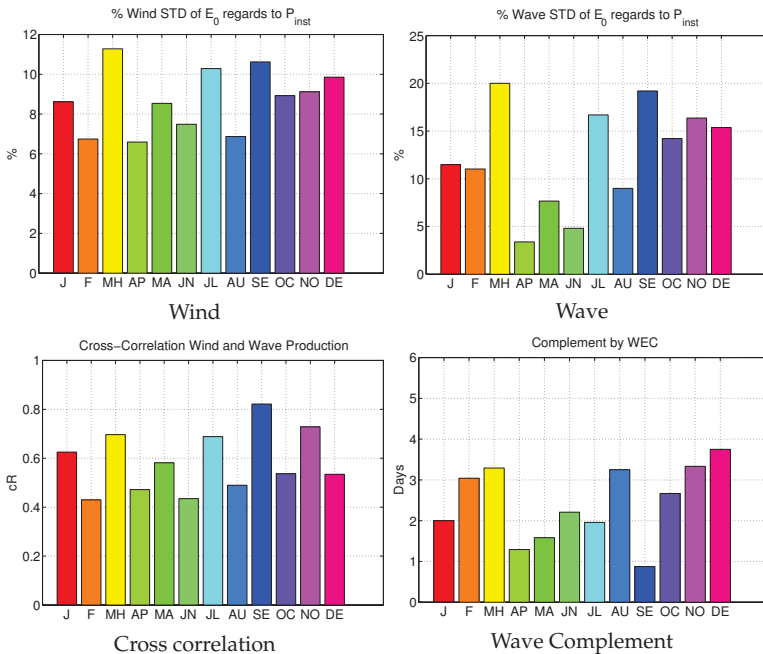 % Wind STD of E0 regards to Pinst
12
10
8
6
4
2
0
%
J F MH AP MA JN JL AU SE OC NO DE
Wind
% Wave STD of E0 regards to Pinst
25
20
15
10
5
0
%
J F MH AP MA JN JL AU SE OC NO DE
Wave
Cross-Correlation Wind and Wave Production
1
0.8
0.6
0.4
0.2
0
cR
J F MH AP MA JN JL AU SE OC NO DE
Cross correlation
Complement by WEC
6
5
4
3
2
1
0
Days
J F MH AP MA JN JL AU SE OC NO DE
Wave Complement